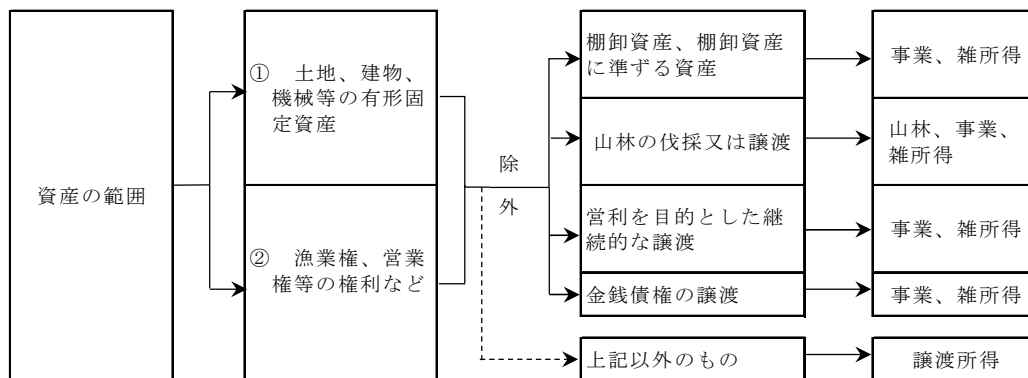 資産の範囲
① 土地、建物、
機械等の有形固
定資産
② 漁業権、営業
権等の権利など
除
外
棚卸資産、棚卸資産
に準ずる資産
事業、雑所得
山林の伐採又は譲渡
山林、事業、
雑所得
営利を目的とした継
続的な譲渡
事業、雑所得
金銭債権の譲渡
事業、雑所得
上記以外のもの
譲渡所得